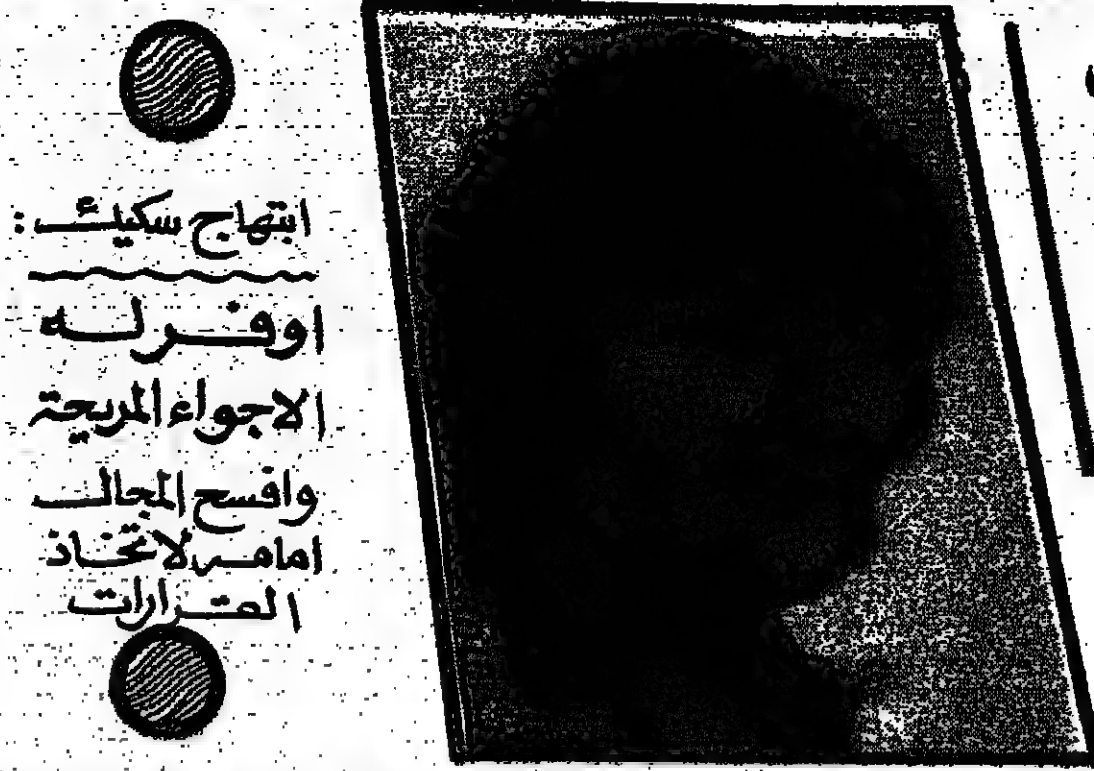 ابتهاج سكيك :
اوفر له
الاجواء المريحة
وافسح المجال
امامه لاتخاذ
القرارات